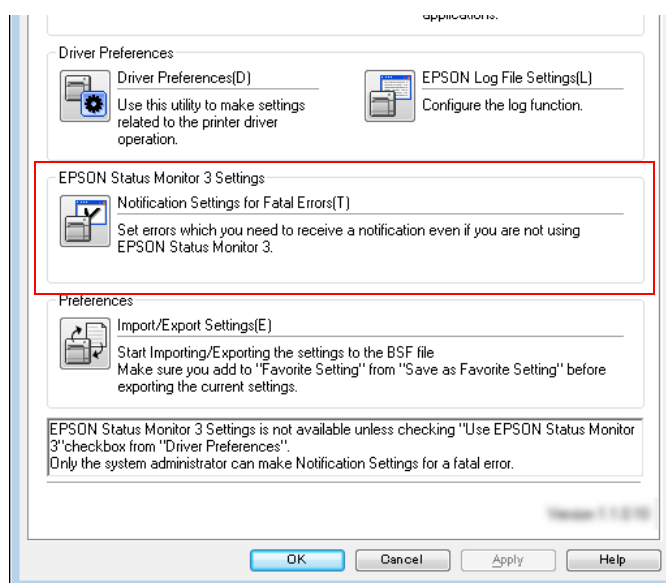 applications.
Driver Preferences
Driver Preferences(D)
Use this utility to make settings
related to the printer driver
operation.
EPSON Log File Settings(L)
Configure the log function.
EPSON Status Monitor 3 Settings
Notification Settings for Fatal Errors(T)
Set errors which you need to receive a notification even if you are not using
EPSON Status Monitor 3.
Preferences
Import/Export Settings(E)
Start Importing/Exporting the settings to the BSF file
Make sure you add to "Favorite Setting" from "Save as Favorite Setting" before
exporting the current settings.
EPSON Status Monitor 3 Settings is not available unless checking "Use EPSON Status Monitor
3"checkbox from "Driver Preferences".
Only the system administrator can make Notification Settings for a fatal error.
OK Cancel Apply Help